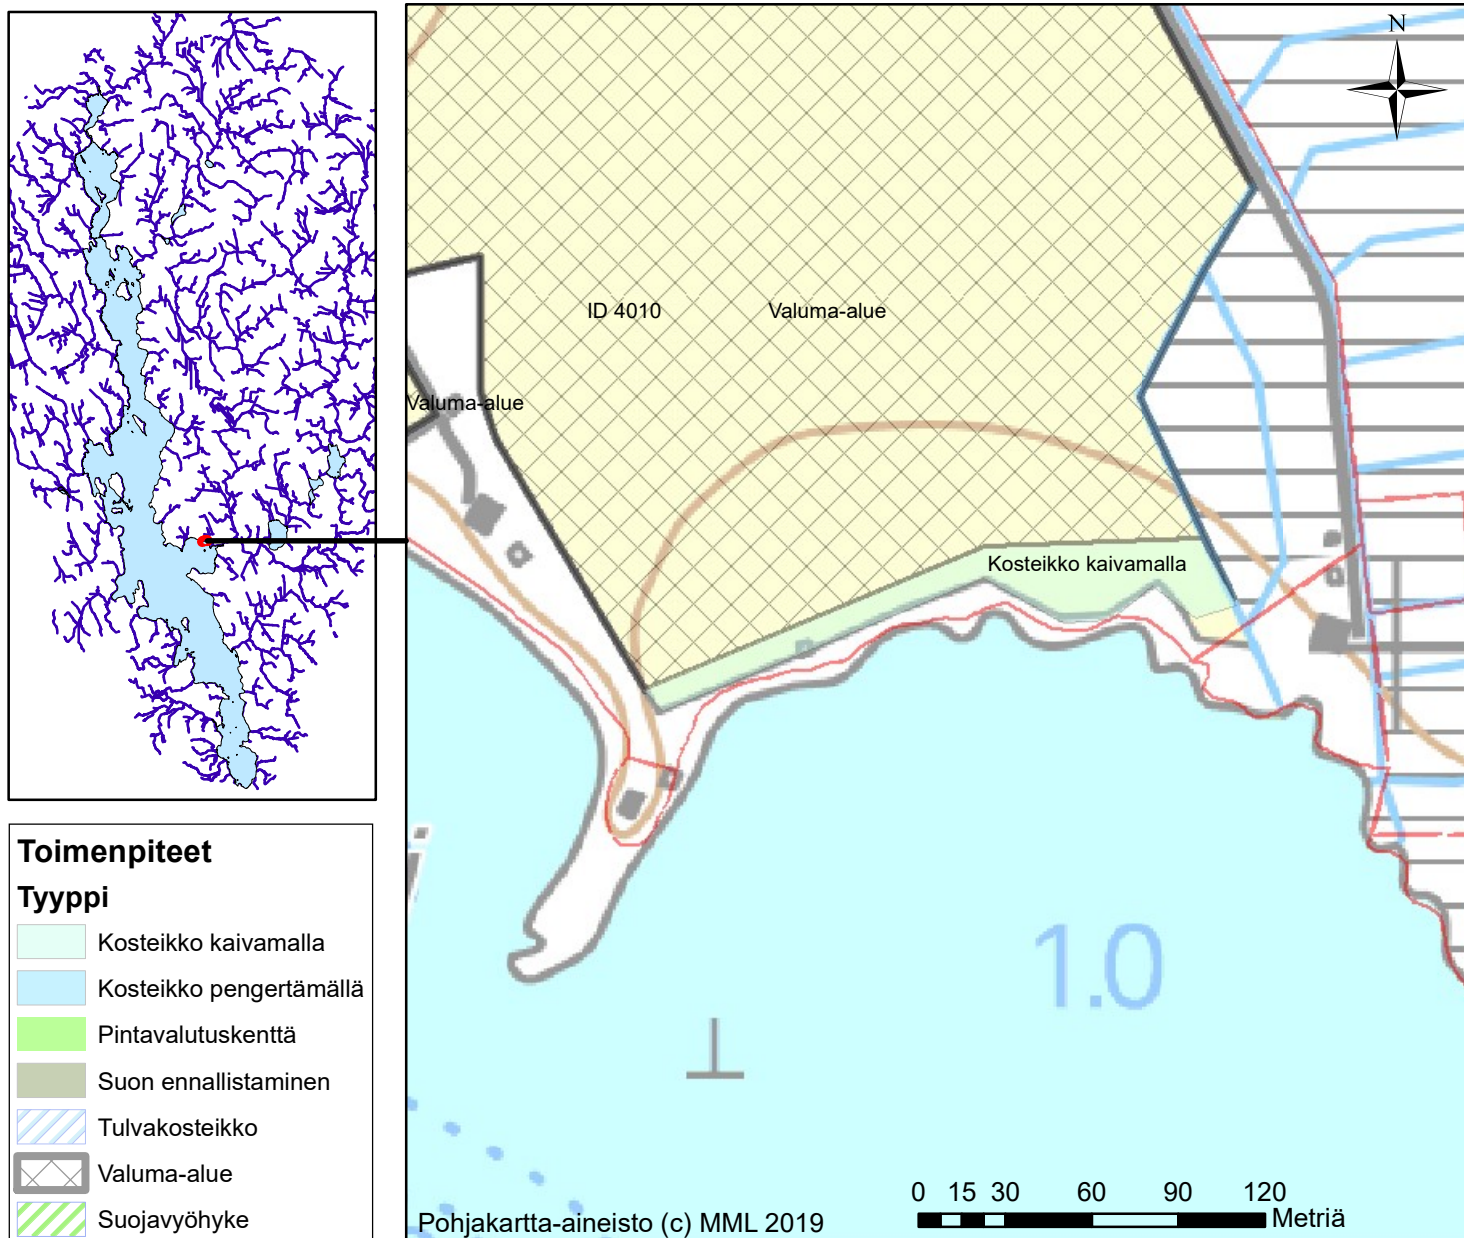 N
ID 4010
Valuma-alue
Valuma-alue
Kosteikko kaivamalla
1.0
Toimenpiteet
Tyyppi
Kosteikko kaivamalla
Kosteikko pengertämällä
Pintavalutuskenttä
Suon ennallistaminen
Tulvakosteikko
Valuma-alue
Suojavyöhyke
0 15 30 60 90 120
Metriä
Pohjakartta-aineisto (c) MML 2019